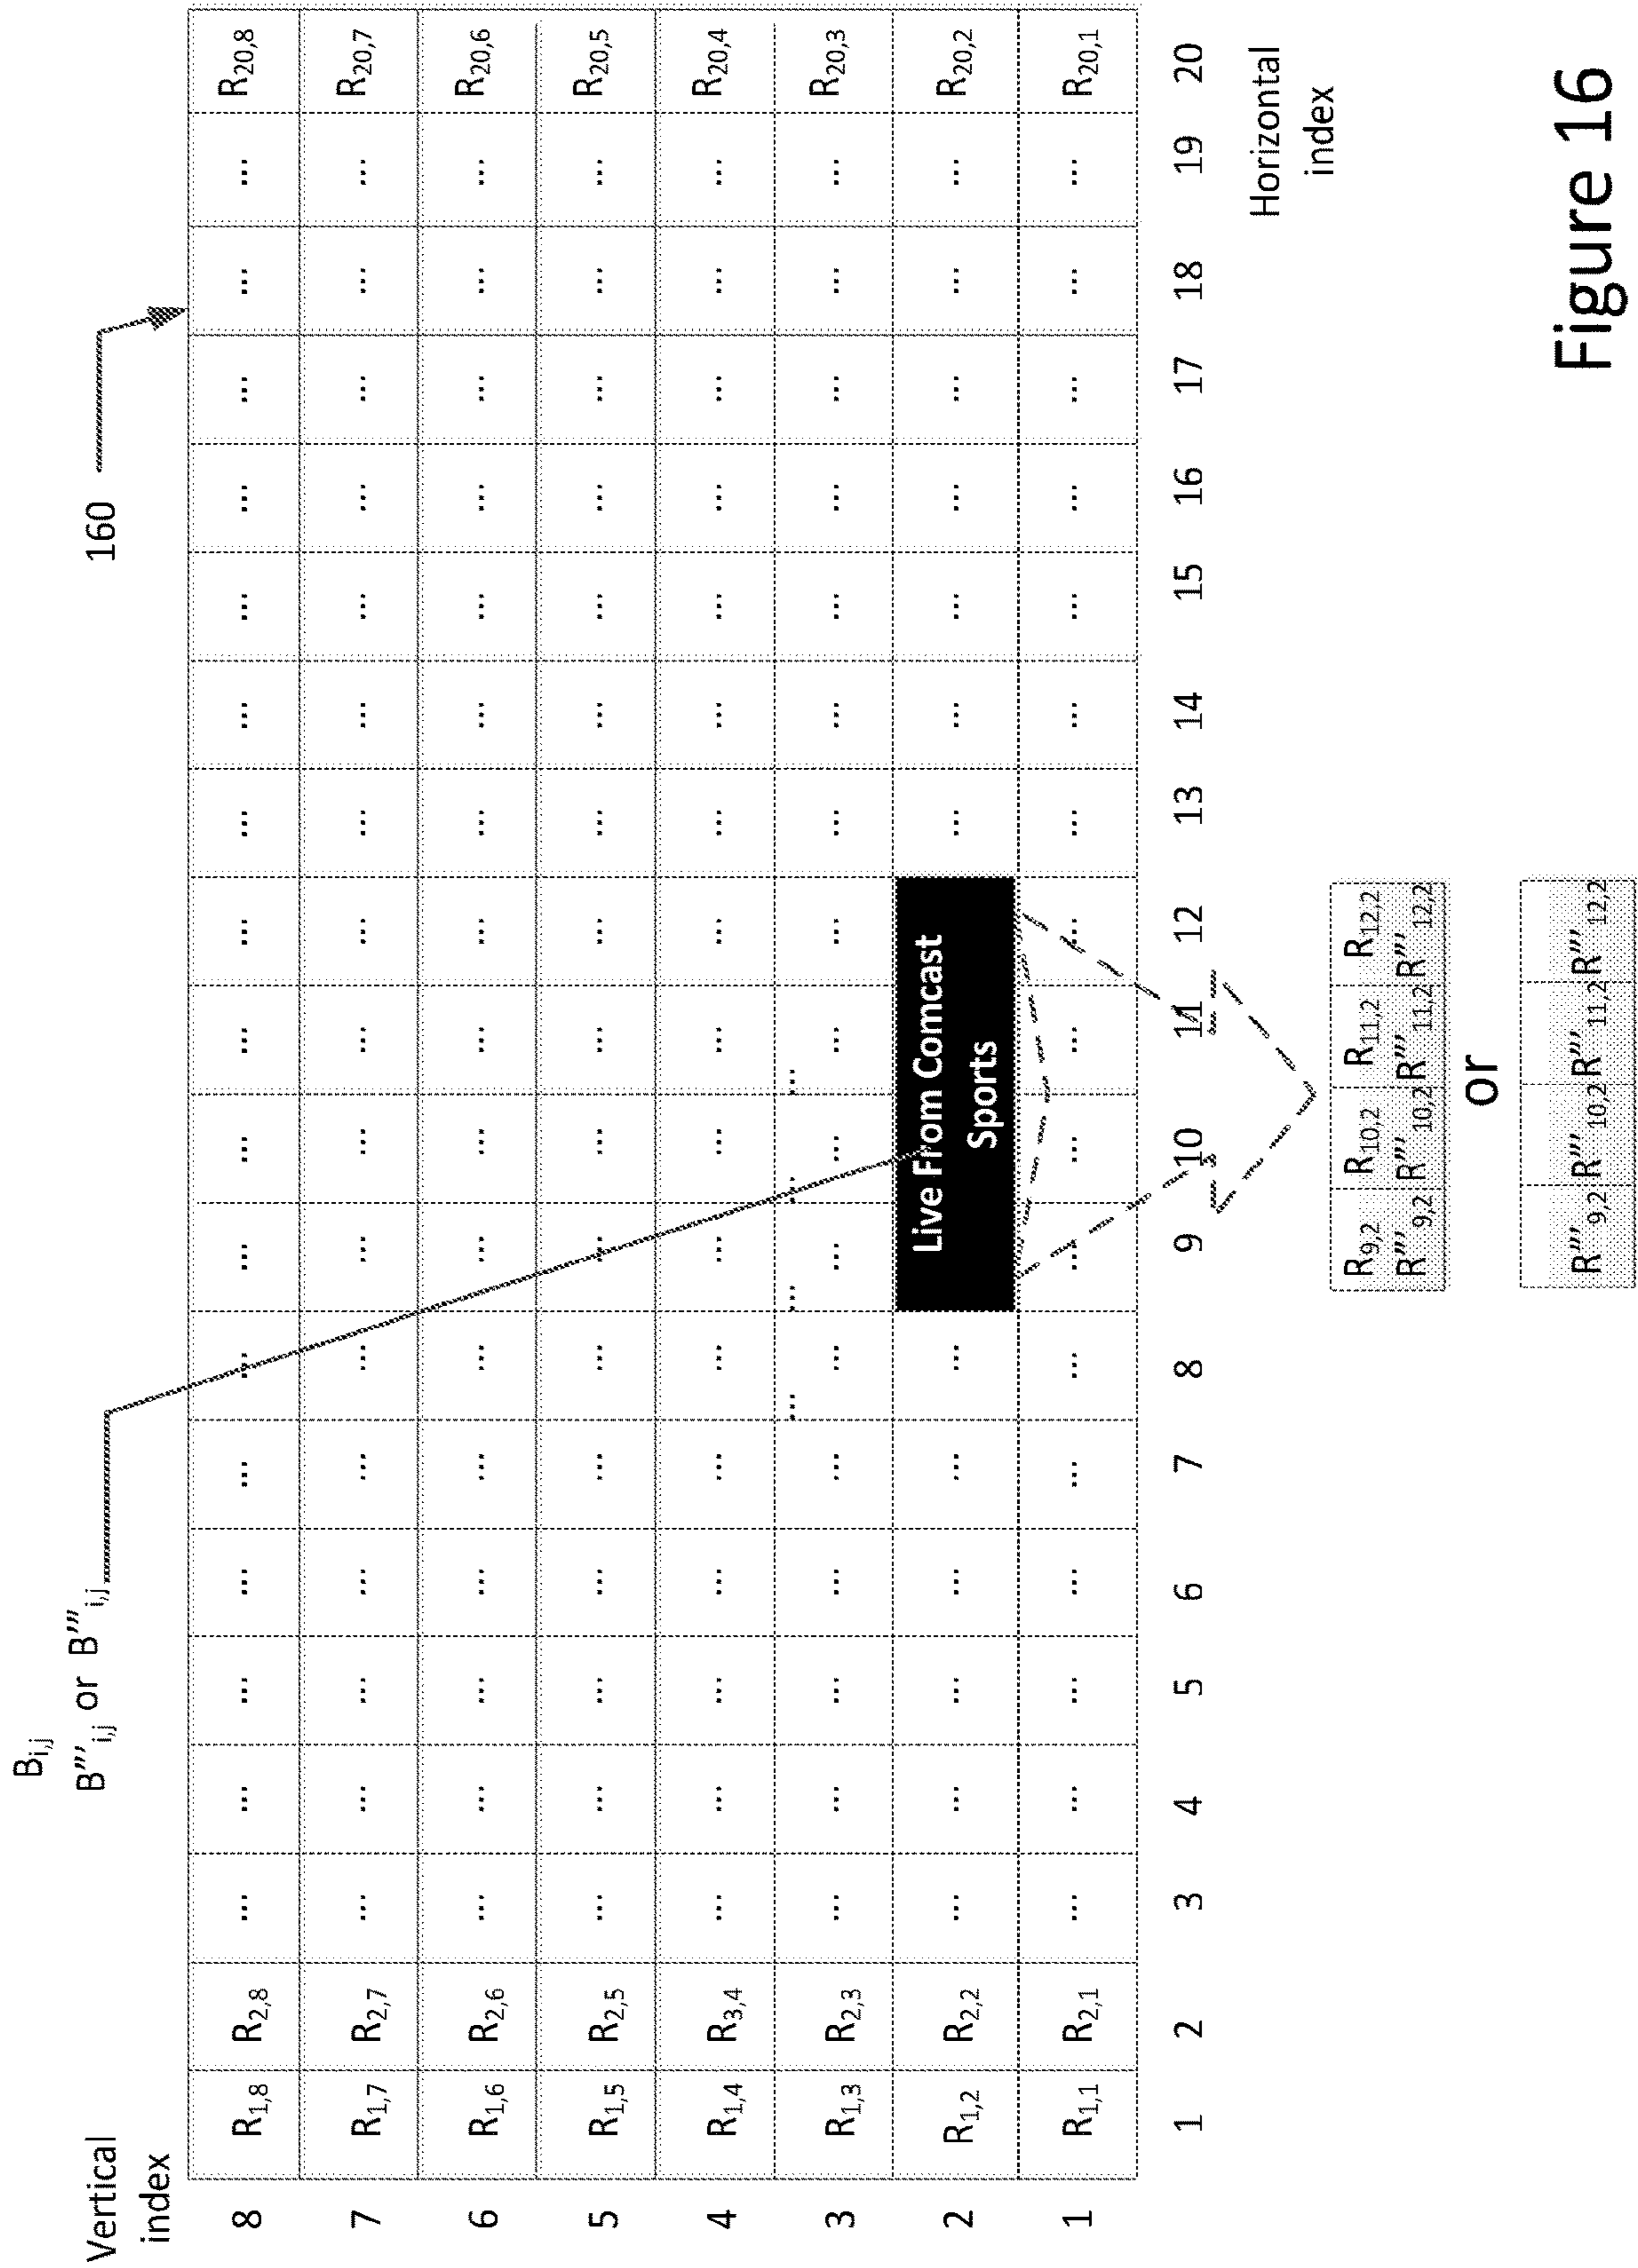 B_{i,j}
B'''_{i,j} or B'''_{i,j}
160
Vertical
index
8 R_{1,8} R_{2,8} ... ... ... ... ... ... ... ... ... ... ... ... ... ... ... ... ... R_{20,8}
7 R_{1,7} R_{2,7} ... ... ... ... ... ... ... ... ... ... ... ... ... ... ... ... ... R_{20,7}
6 R_{1,6} R_{2,6} ... ... ... ... ... ... ... ... ... ... ... ... ... ... ... ... ... R_{20,6}
5 R_{1,5} R_{2,5} ... ... ... ... ... ... ... ... ... ... ... ... ... ... ... ... ... R_{20,5}
4 R_{1,4} R_{3,4} ... ... ... ... ... ... ... ... ... ... ... ... ... ... ... ... ... R_{20,4}
... ... ... ...
3 R_{1,3} R_{2,3} ... ... ... ... ... ... ... ... ... ... ... ... ... ... ... ... ... R_{20,3}
2 R_{1,2} R_{2,2} ... ... ... ... ... ... Live From Comcast ... ... ... ... ... ... ... R_{20,2}
Sports
1 R_{1,1} R_{2,1} ... ... ... ... ... ... ... ... ... ... ... ... ... ... ... ... ... R_{20,1}
1 2 3 4 5 6 7 8 9 10 11 12 13 14 15 16 17 18 19 20
Horizontal
index
R_{9,2} R_{10,2} R_{11,2} R_{12,2}
R'''_{9,2} R'''_{10,2} R'''_{11,2} R'''_{12,2}
or
R'''_{9,2} R'''_{10,2} R'''_{11,2} R'''_{12,2}
Figure 16